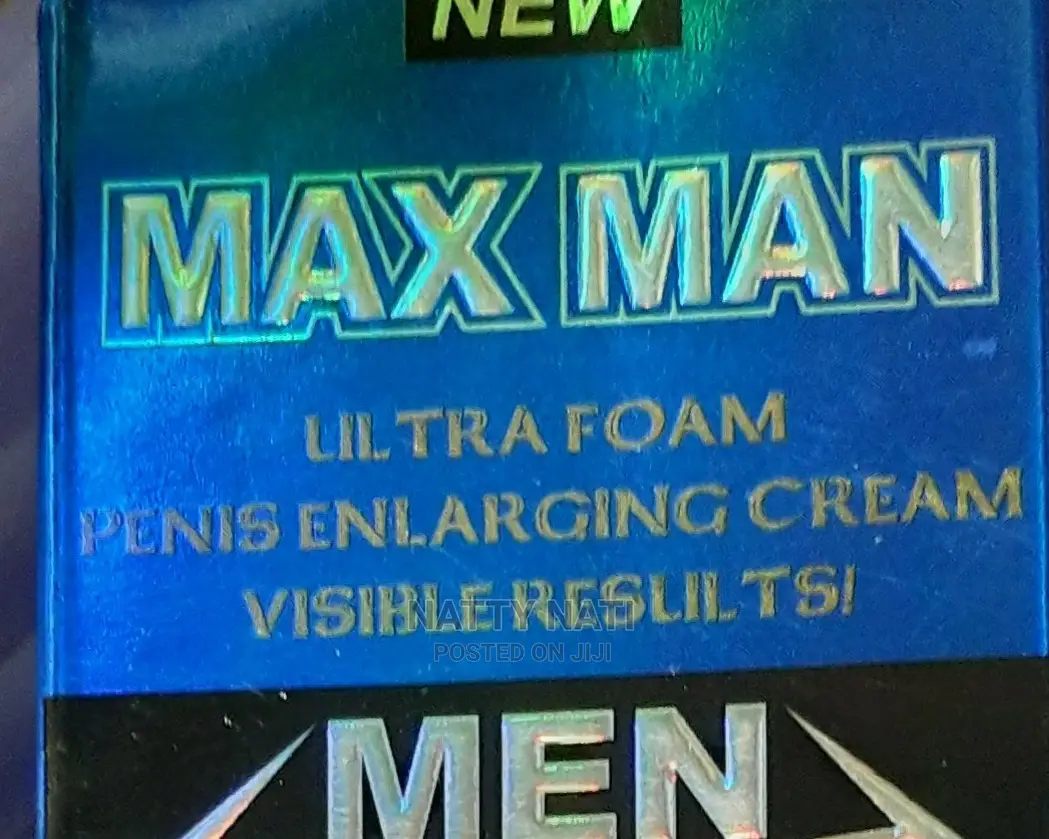 NEW
MAX MAN
ULTRA FOAM
PENIS ENLARGING CREAM
VISIBLE RESULTS!
NATTY NATI
POSTED ON JIJI
MEN